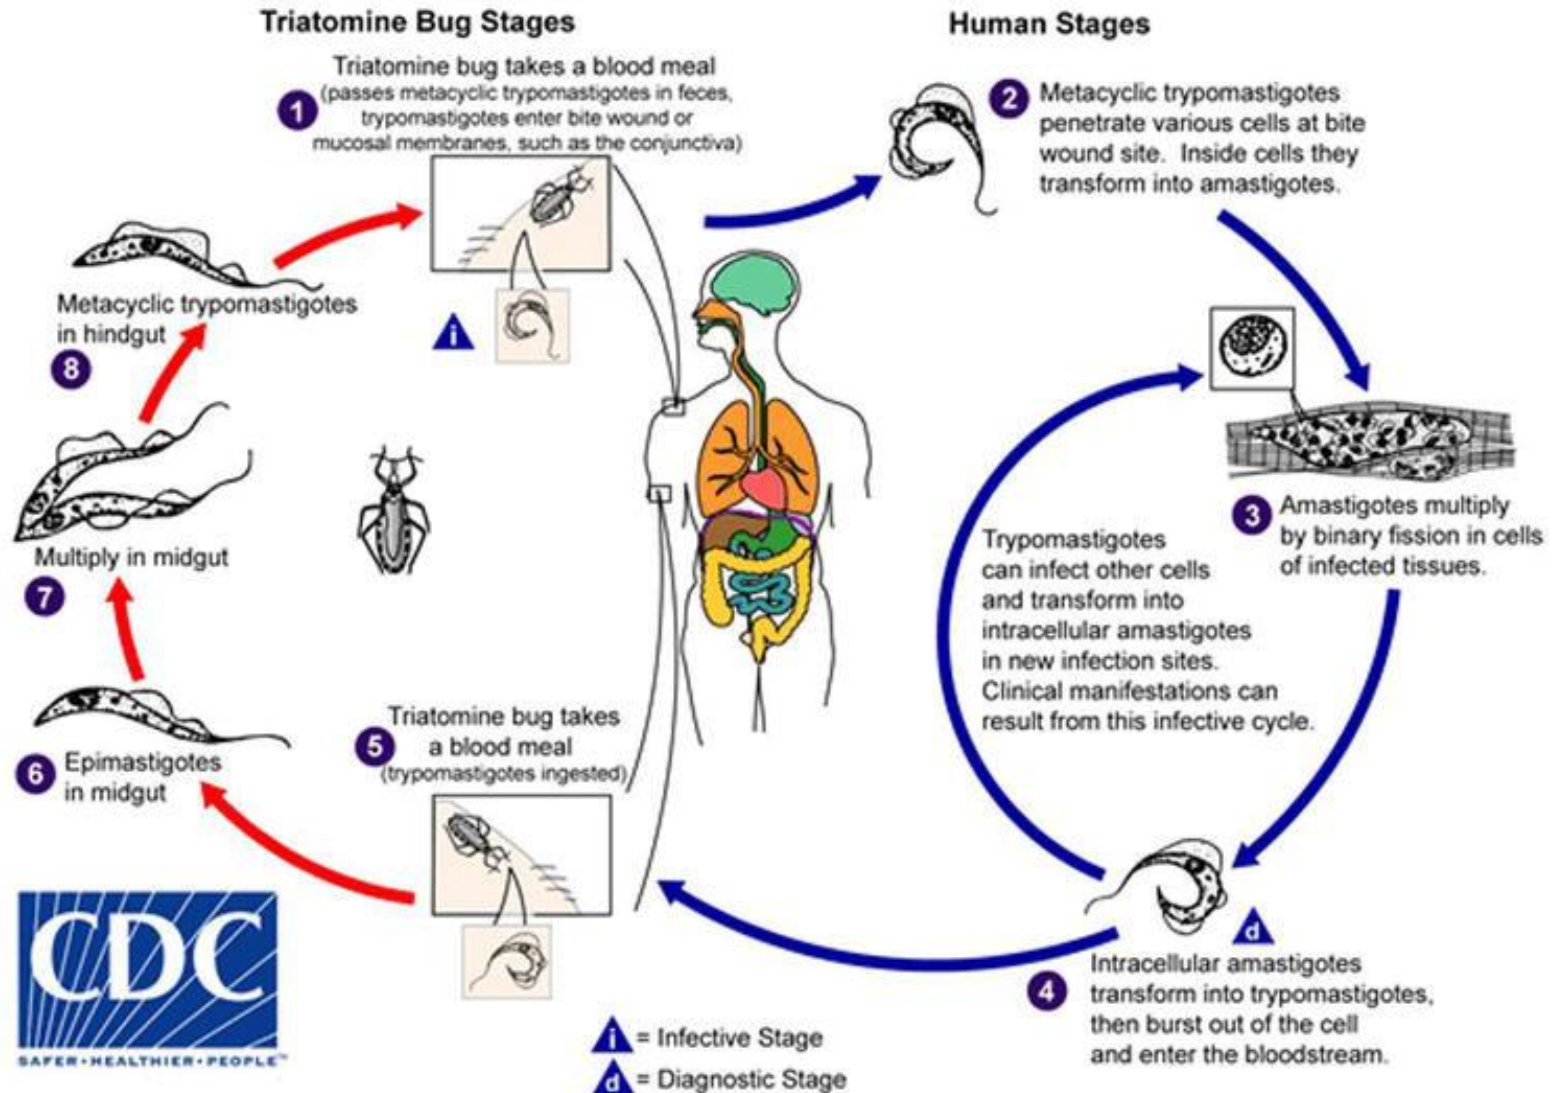 Triatomine Bug Stages
Human Stages
1
Triatomine bug takes a blood meal
(passes metacyclic trypomastigotes in feces,
trypomastigotes enter bite wound or
mucosal membranes, such as the conjunctiva)
2
Metacyclic trypomastigotes
penetrate various cells at bite
wound site. Inside cells they
transform into amastigotes.
i
3
Amastigotes multiply
by binary fission in cells
of infected tissues.
Trypomastigotes
can infect other cells
and transform into
intracellular amastigotes
in new infection sites.
Clinical manifestations can
result from this infective cycle.
d
4
Intracellular amastigotes
transform into trypomastigotes,
then burst out of the cell
and enter the bloodstream.
5
Triatomine bug takes
a blood meal
(trypomastigotes ingested)
6
Epimastigotes
in midgut
Multiply in midgut
7
Metacyclic trypomastigotes
in hindgut
8
CDC
SAFER•HEALTHIER•PEOPLE™
i = Infective Stage
d = Diagnostic Stage